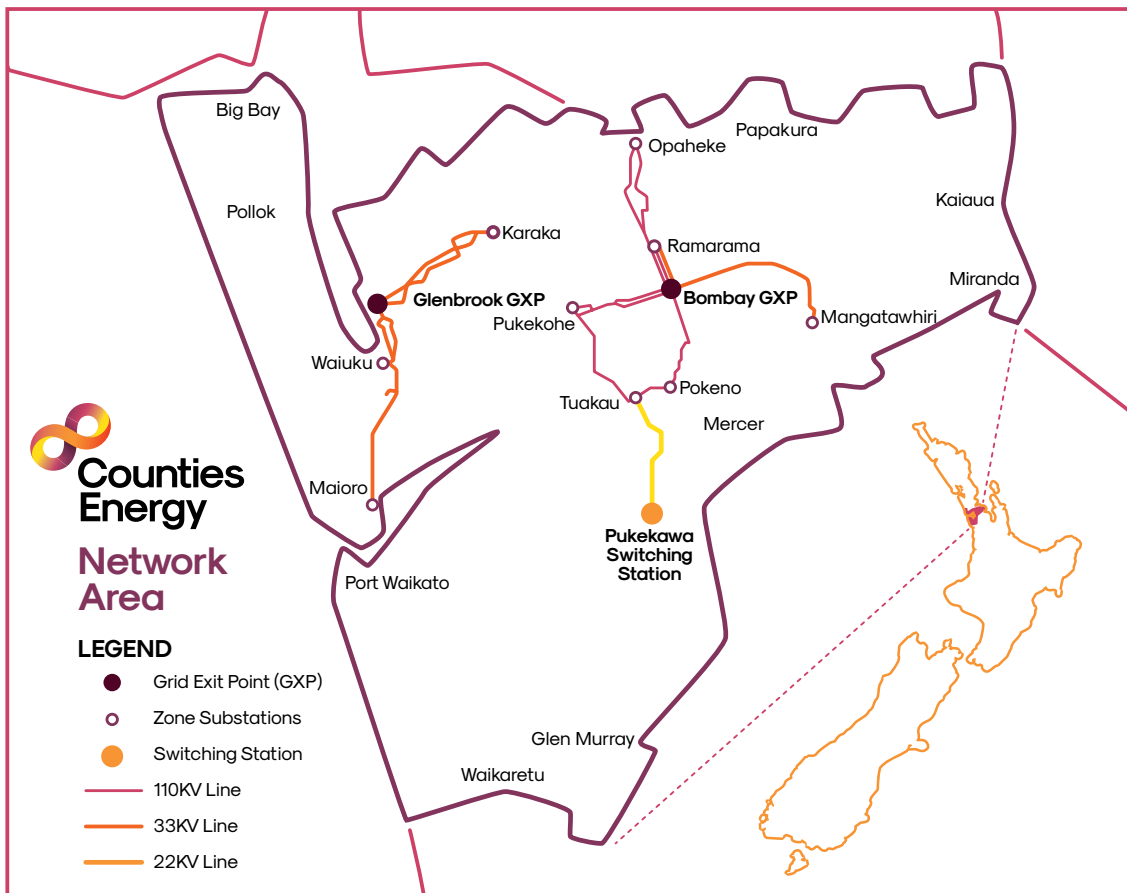 Big Bay
Papakura
Opaheke
Pollok
Kaiaua
Karaka
Ramarama
Miranda
Glenbrook GXP
Bombay GXP
Pukekohe
Mangatawhiri
Waiuku
Pokeno
Tuakau
Mercer
Counties
Energy
Maioro
Pukekawa
Switching
Station
Network
Area
Port Waikato
LEGEND
Grid Exit Point (GXP)
Zone Substations
Switching Station
110KV Line
33KV Line
22KV Line
Glen Murray
Waikaretu